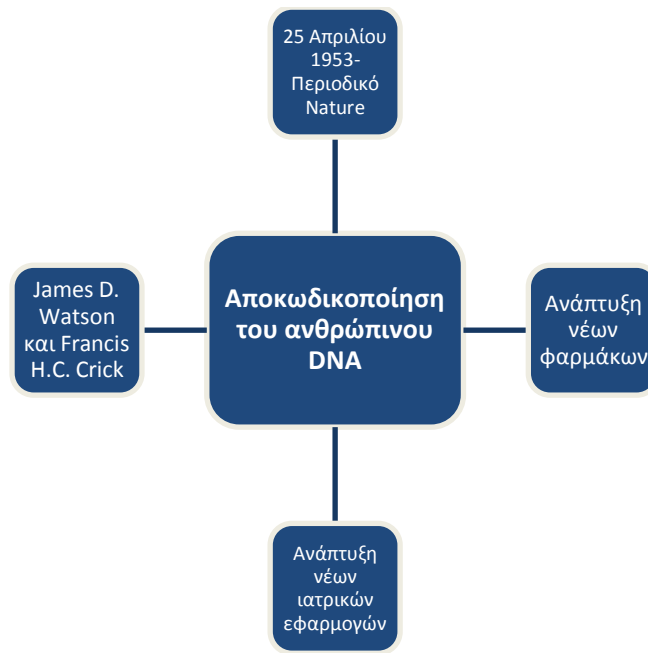 25 Απριλίου
1953-
Περιοδικό
Nature
James D.
Watson
και Francis
H.C. Crick
Αποκωδικοποίηση
του ανθρώπινου
DNA
Ανάπτυξη
νέων
φαρμάκων
Ανάπτυξη
νέων
ιατρικών
εφαρμογών